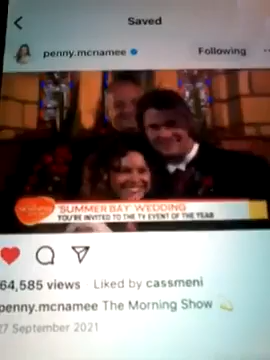 Saved
penny.mcnamee
Following
SUMMER BAY WEDDING
YOU'RE INVITED TO THE TV EVENT OF THE YEAR
64,585 views Liked by cassmeni
penny.mcnamee The Morning Show
27 September 2021